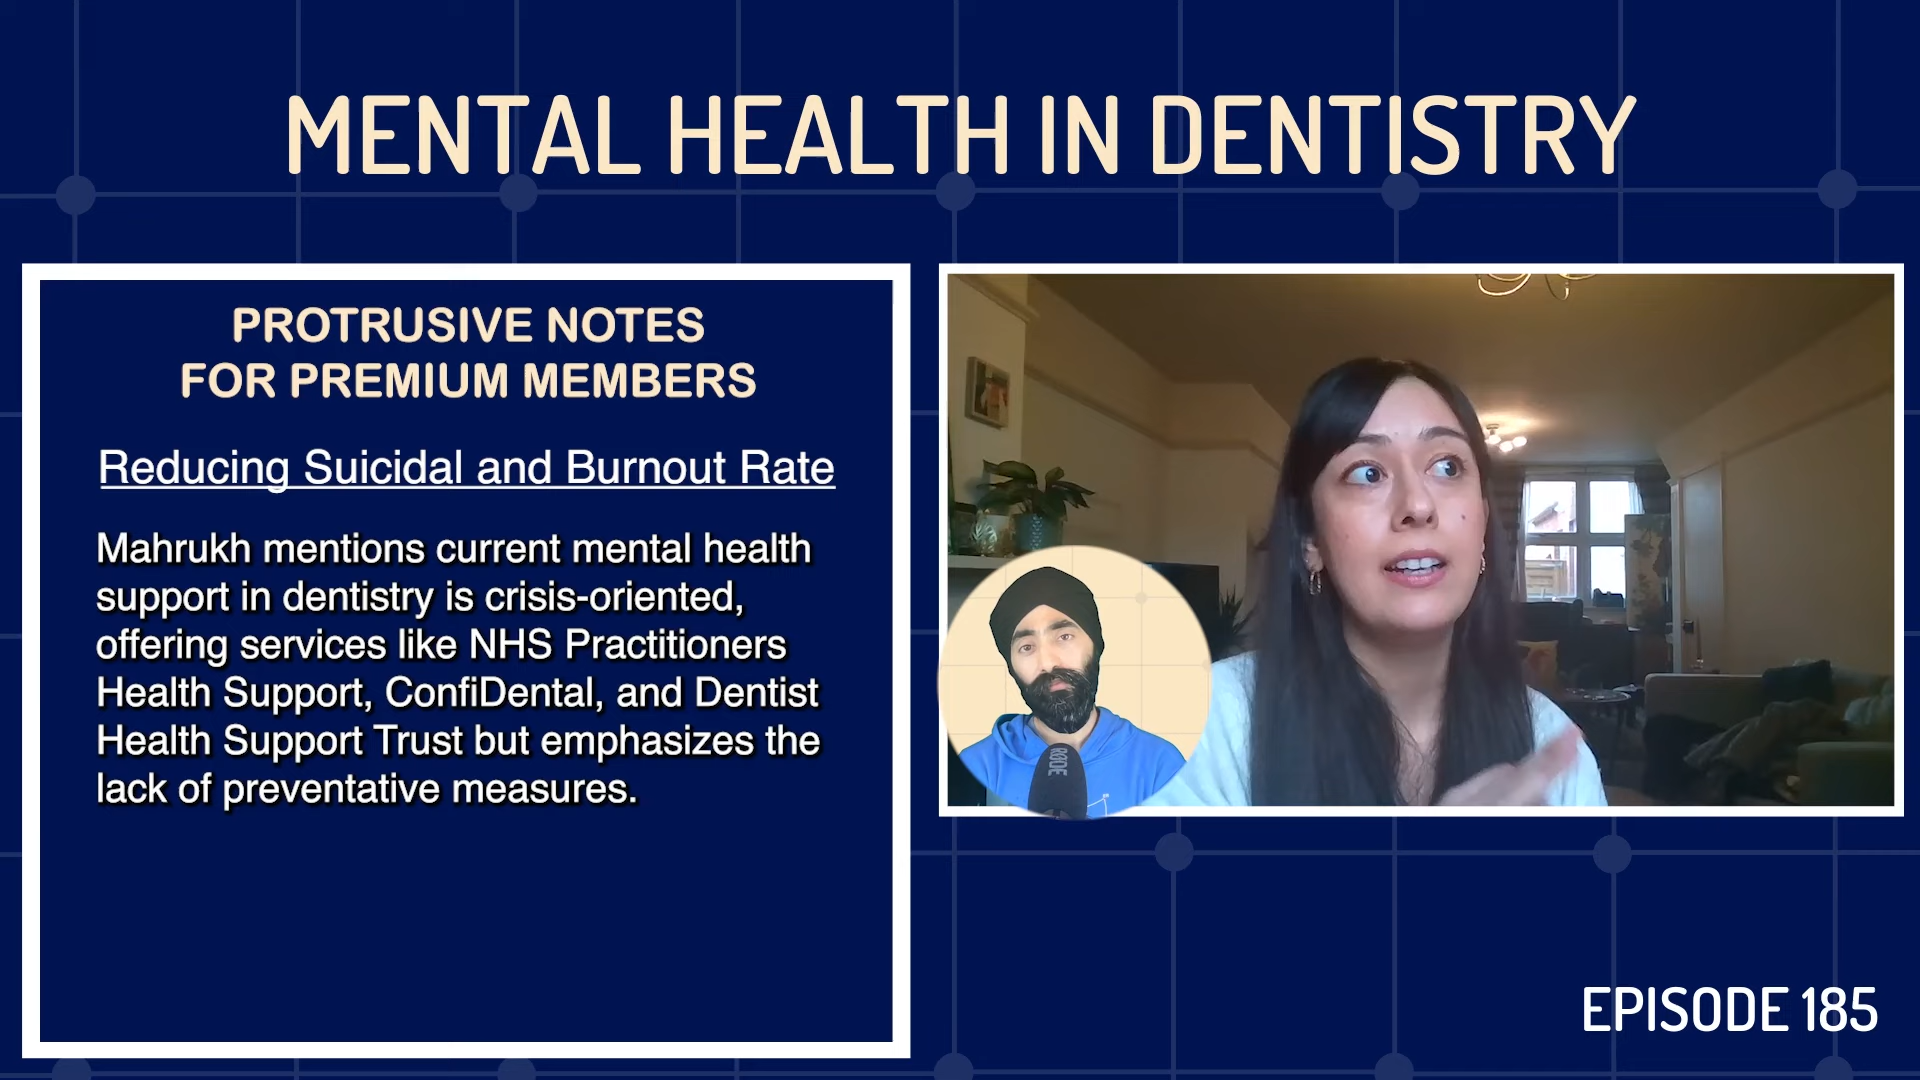 MENTAL HEALTH IN DENTISTRY
PROTRUSIVE NOTES
FOR PREMIUM MEMBERS
Reducing Suicidal and Burnout Rate
Mahrukh mentions current mental health
support in dentistry is crisis-oriented,
offering services like NHS Practitioners
Health Support, ConfiDental, and Dentist
Health Support Trust but emphasizes the
lack of preventative measures.
RØDE
EPISODE 185